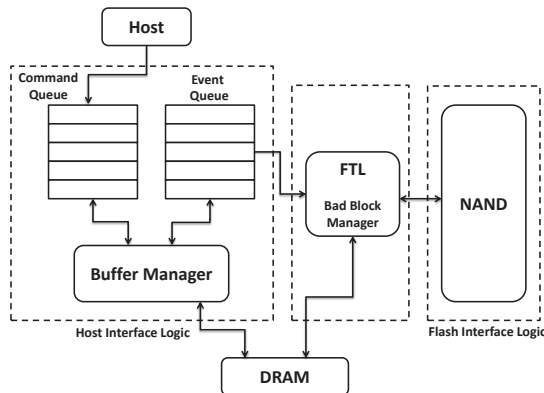 Host
Command
Queue
Event
Queue
FTL
Bad Block
Manager
NAND
Buffer Manager
Host Interface Logic
Flash Interface Logic
DRAM